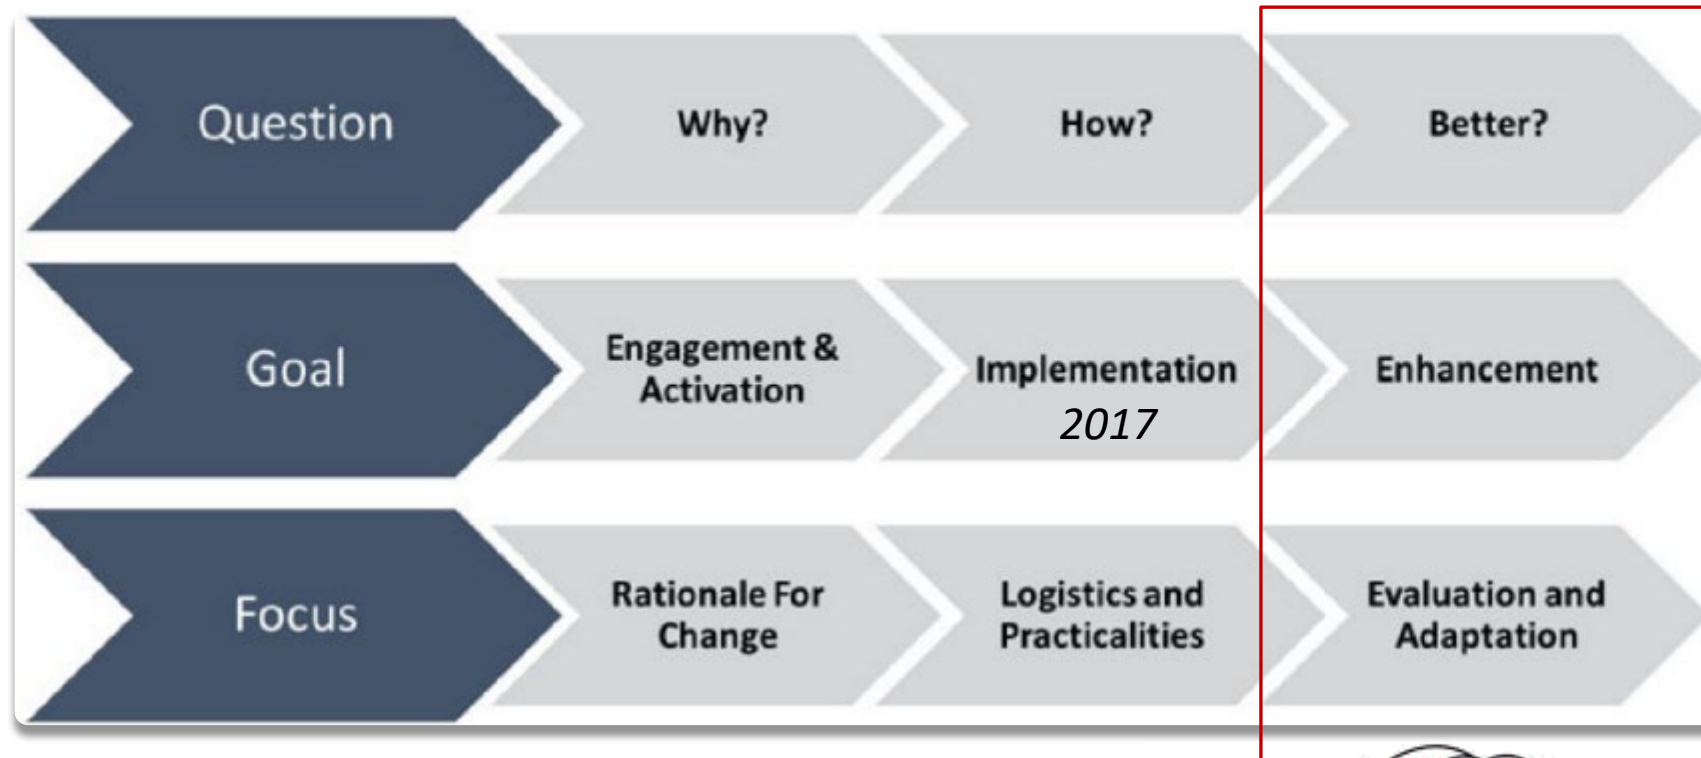 Question
Why?
How?
Better?
Goal
Engagement &
Activation
Implementation
2017
Enhancement
Focus
Rationale For
Change
Logistics and
Practicalities
Evaluation and
Adaptation